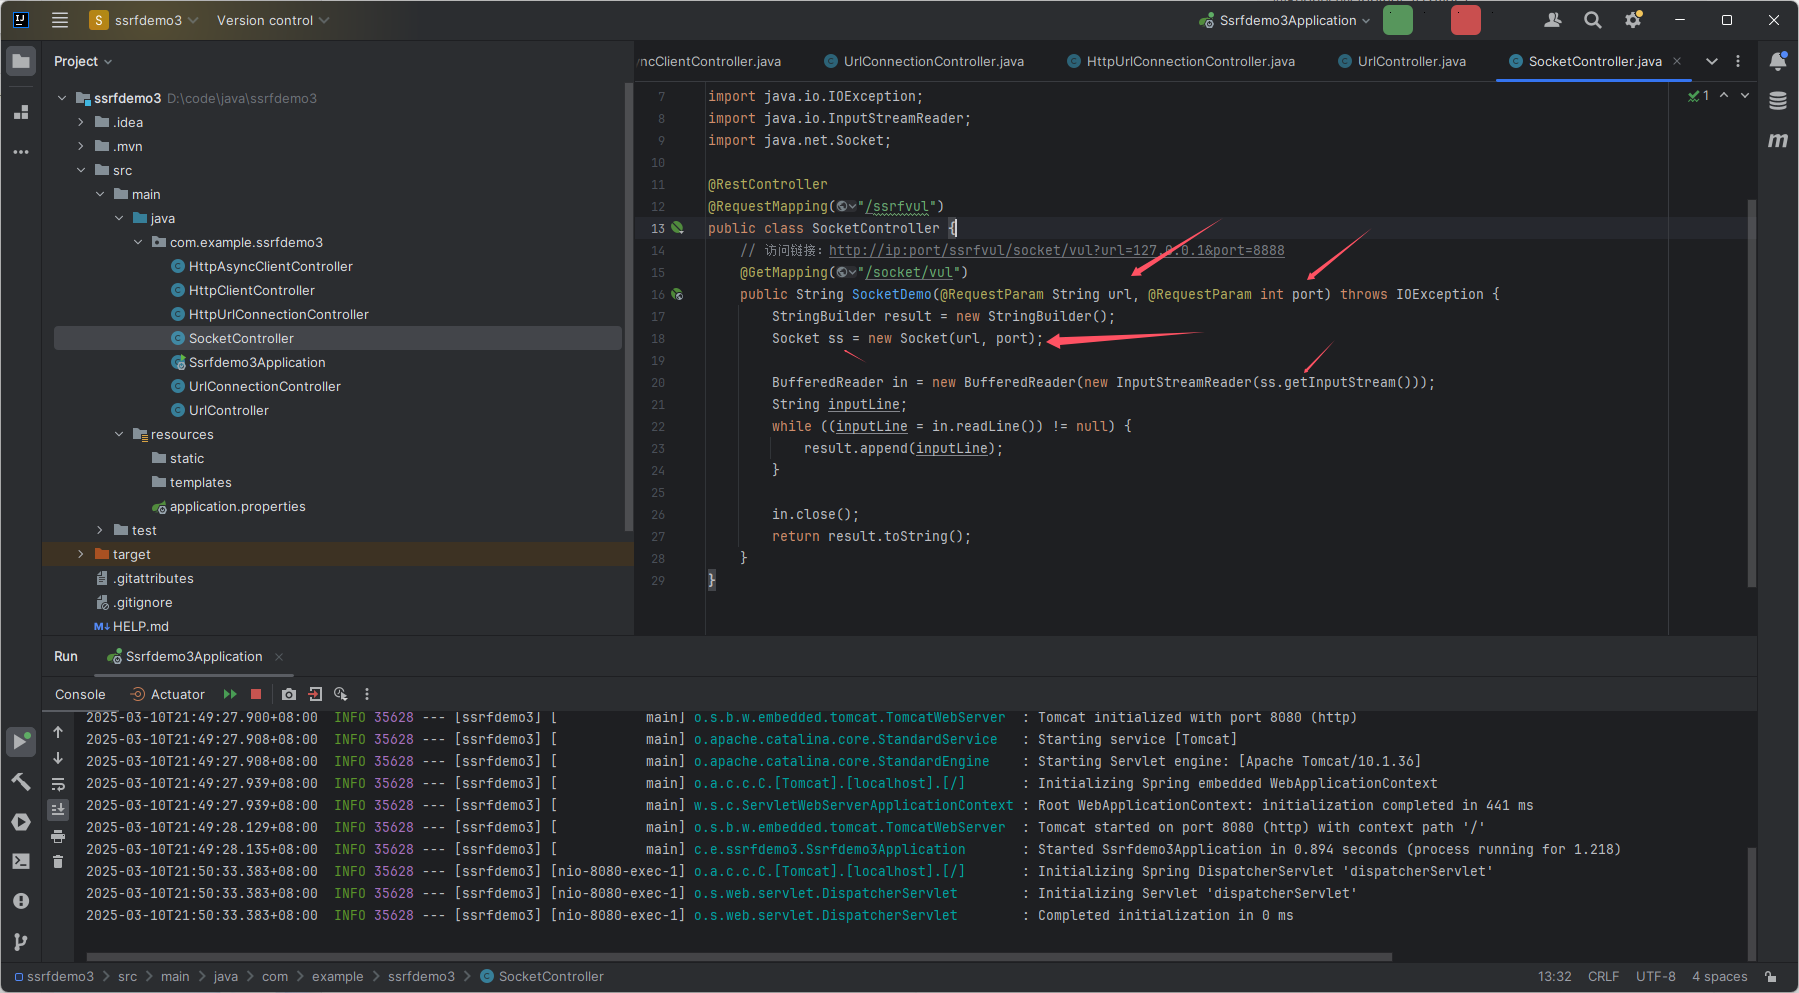 S ssrfdemo3 Version control Ssrfdemo3Application
Project
ncClientController.java UrlConnectionController.java HttpUrlConnectionController.java UrlController.java SocketController.java
ssrfdemo3 D:\code\java\ssrfdemo3
.idea
.mvn
src
main
java
com.example.ssrfdemo3
HttpAsyncClientController
HttpClientController
HttpUrlConnectionController
SocketController
Ssrfdemo3Application
UrlConnectionController
UrlController
resources
static
templates
application.properties
test
target
.gitattributes
.gitignore
M↓ HELP.md
1
7 import java.io.IOException;
8 import java.io.InputStreamReader;
9 import java.net.Socket;
10
11 @RestController
12 @RequestMapping("/ssrfvul")
13 public class SocketController {
14 // 访问链接: http://ip:port/ssrfvul/socket/vul?url=127.0.0.1&port=8888
15 @GetMapping("/socket/vul")
16 public String SocketDemo(@RequestParam String url, @RequestParam int port) throws IOException {
17 StringBuilder result = new StringBuilder();
18 Socket ss = new Socket(url, port);
19
20 BufferedReader in = new BufferedReader(new InputStreamReader(ss.getInputStream()));
21 String inputLine;
22 while ((inputLine = in.readLine()) != null) {
23 result.append(inputLine);
24 }
25
26 in.close();
27 return result.toString();
28 }
29 }
Run Ssrfdemo3Application
Console Actuator
2025-03-10T21:49:27.900+08:00 INFO 35628 --- [ssrfdemo3] [ main] o.s.b.w.embedded.tomcat.TomcatWebServer : Tomcat initialized with port 8080 (http)
2025-03-10T21:49:27.908+08:00 INFO 35628 --- [ssrfdemo3] [ main] o.apache.catalina.core.StandardService : Starting service [Tomcat]
2025-03-10T21:49:27.908+08:00 INFO 35628 --- [ssrfdemo3] [ main] o.apache.catalina.core.StandardEngine : Starting Servlet engine: [Apache Tomcat/10.1.36]
2025-03-10T21:49:27.939+08:00 INFO 35628 --- [ssrfdemo3] [ main] o.a.c.c.C.[Tomcat].[localhost].[/] : Initializing Spring embedded WebApplicationContext
2025-03-10T21:49:27.939+08:00 INFO 35628 --- [ssrfdemo3] [ main] w.s.c.ServletWebServerApplicationContext : Root WebApplicationContext: initialization completed in 441 ms
2025-03-10T21:49:28.129+08:00 INFO 35628 --- [ssrfdemo3] [ main] o.s.b.w.embedded.tomcat.TomcatWebServer : Tomcat started on port 8080 (http) with context path '/'
2025-03-10T21:49:28.135+08:00 INFO 35628 --- [ssrfdemo3] [ main] c.e.ssrfdemo3.Ssrfdemo3Application : Started Ssrfdemo3Application in 0.894 seconds (process running for 1.218)
2025-03-10T21:50:33.383+08:00 INFO 35628 --- [ssrfdemo3] [nio-8080-exec-1] o.a.c.c.C.[Tomcat].[localhost].[/] : Initializing Spring DispatcherServlet 'dispatcherServlet'
2025-03-10T21:50:33.383+08:00 INFO 35628 --- [ssrfdemo3] [nio-8080-exec-1] o.s.web.servlet.DispatcherServlet : Initializing Servlet 'dispatcherServlet'
2025-03-10T21:50:33.383+08:00 INFO 35628 --- [ssrfdemo3] [nio-8080-exec-1] o.s.web.servlet.DispatcherServlet : Completed initialization in 0 ms
ssrfdemo3 > src > main > java > com > example > ssrfdemo3 > SocketController 13:32 CRLF UTF-8 4 spaces